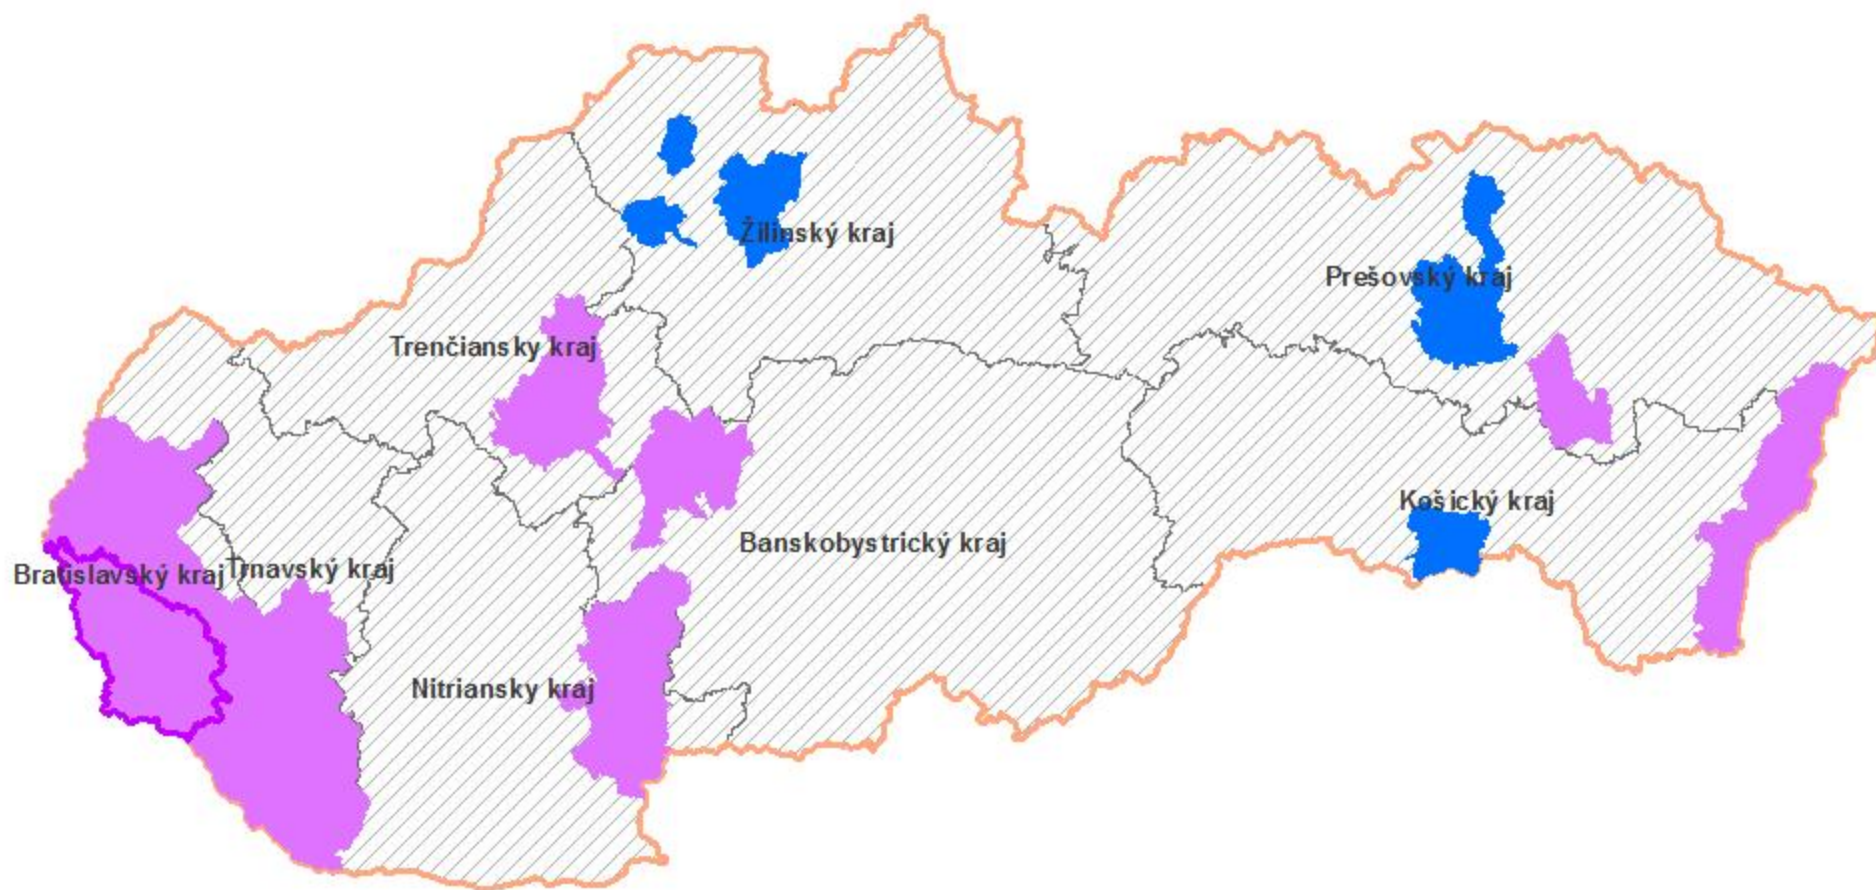 Žilinský kraj
Prešovský kraj
Trenčiansky kraj
Košický kraj
Banskobystrický kraj
Bratislavský kraj
Trnavský kraj
Nitriansky kraj